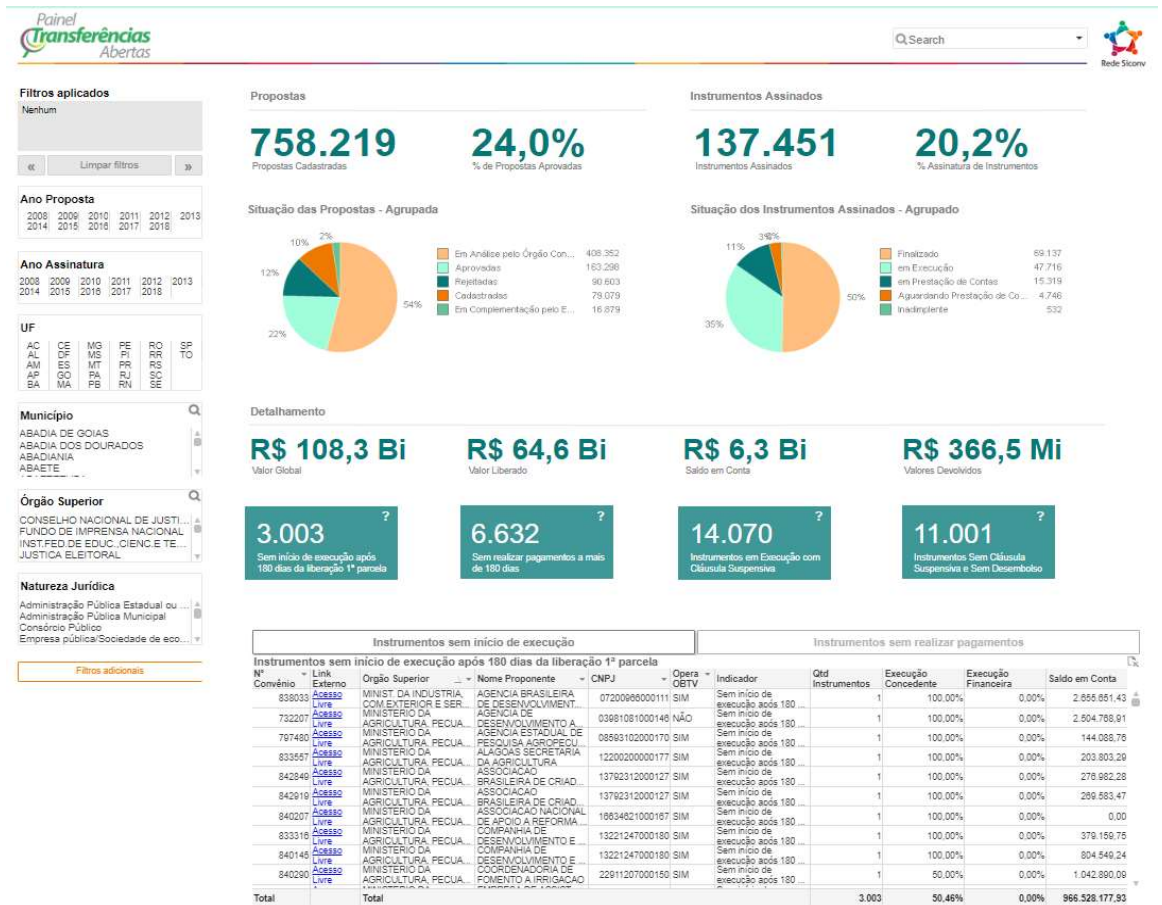 Painel
Transferências
Abertas
Search
Rede Siconv
Filtros aplicados
Nenhum
«
Limpar filtros
»
Ano Proposta
2008 2009 2010 2011 2012 2013
2014 2015 2016 2017 2018
Ano Assinatura
2008 2009 2010 2011 2012 2013
2014 2015 2016 2017 2018
UF
AC CE MG PE RO SP
AL DF MS PI RR TO
AM ES MT PR RS
AP GO PA RJ SC
BA MA PB RN SE
Município
ABADIA DE GOIAS
ABADIA DOS DOURADOS
ABADIANIA
ABAETE
Órgão Superior
CONSELHO NACIONAL DE JUSTI...
FUNDO DE IMPRENSA NACIONAL
INST.FED.DE EDUC.,CIENC.E TE...
JUSTICA ELEITORAL
Natureza Jurídica
Administração Pública Estadual ou ...
Administração Pública Municipal
Consórcio Público
Empresa pública/Sociedade de eco...
Filtros adicionais
Propostas
758.219
Propostas Cadastradas
24,0%
% de Propostas Aprovadas
Instrumentos Assinados
137.451
Instrumentos Assinados
20,2%
% Assinatura de Instrumentos
Situação das Propostas - Agrupada
2%
10%
12%
22%
54%
Em Análise pelo Órgão Con... 408.352
Aprovadas 163.298
Rejeitadas 90.603
Cadastradas 79.079
Em Complementação pelo E... 16.879
Situação dos Instrumentos Assinados - Agrupado
3%
11%
35%
50%
Finalizado 69.137
em Execução 47.716
em Prestação de Contas 15.319
Aguardando Prestação de Co... 4.746
Inadimplente 532
Detalhamento
R$ 108,3 Bi
Valor Global
R$ 64,6 Bi
Valor Liberado
R$ 6,3 Bi
Saldo em Conta
R$ 366,5 Mi
Valores Devolvidos
?
3.003
Sem início de execução após
180 dias da liberação 1ª parcela
?
6.632
Sem realizar pagamentos a mais
de 180 dias
?
14.070
Instrumentos em Execução com
Cláusula Suspensiva
?
11.001
Instrumentos Sem Cláusula
Suspensiva e Sem Desembolso
Instrumentos sem início de execução
Instrumentos sem realizar pagamentos
Instrumentos sem início de execução após 180 dias da liberação 1ª parcela
Nº Convênio Link Externo Orgão Superior Nome Proponente CNPJ Opera OBTV Indicador Qtd Instrumentos Execução Concedente Execução Financeira Saldo em Conta
838033 Acesso Livre MINIST. DA INDUSTRIA, COM.EXTERIOR E SER... AGENCIA BRASILEIRA DE DESENVOLVIMENT... 07200966000111 SIM Sem início de execução após 180 ... 1 100,00% 0,00% 2.665.651,43
732207 Acesso Livre MINISTERIO DA AGRICULTURA, PECUA... AGENCIA DE DESENVOLVIMENTO A... 03981081000146 NÃO Sem início de execução após 180 ... 1 100,00% 0,00% 2.504.768,91
797480 Acesso Livre MINISTERIO DA AGRICULTURA, PECUA... AGENCIA ESTADUAL DE PESQUISA AGROPECU... 08593102000170 SIM Sem início de execução após 180 ... 1 100,00% 0,00% 144.088,76
833557 Acesso Livre MINISTERIO DA AGRICULTURA, PECUA... ALAGOAS SECRETARIA DA AGRICULTURA 12200200000177 SIM Sem início de execução após 180 ... 1 100,00% 0,00% 203.803,29
842849 Acesso Livre MINISTERIO DA AGRICULTURA, PECUA... ASSOCIACAO BRASILEIRA DE CRIAD... 13792312000127 SIM Sem início de execução após 180 ... 1 100,00% 0,00% 276.982,28
842919 Acesso Livre MINISTERIO DA AGRICULTURA, PECUA... ASSOCIACAO BRASILEIRA DE CRIAD... 13792312000127 SIM Sem início de execução após 180 ... 1 100,00% 0,00% 269.583,47
840207 Acesso Livre MINISTERIO DA AGRICULTURA, PECUA... ASSOCIACAO NACIONAL DE APOIO A REFORMA ... 16634621000167 SIM Sem início de execução após 180 ... 1 100,00% 0,00% 0,00
833316 Acesso Livre MINISTERIO DA AGRICULTURA, PECUA... COMPANHIA DE DESENVOLVIMENTO E ... 13221247000180 SIM Sem início de execução após 180 ... 1 100,00% 0,00% 379.159,75
840146 Acesso Livre MINISTERIO DA AGRICULTURA, PECUA... COMPANHIA DE DESENVOLVIMENTO E ... 13221247000180 SIM Sem início de execução após 180 ... 1 100,00% 0,00% 804.549,24
840290 Acesso Livre MINISTERIO DA AGRICULTURA, PECUA... COORDENADORIA DE FOMENTO A IRRIGACAO 22911207000150 SIM Sem início de execução após 180 ... 1 50,00% 0,00% 1.042.890,09
Total Total 3.003 50,46% 0,00% 966.528.177,93